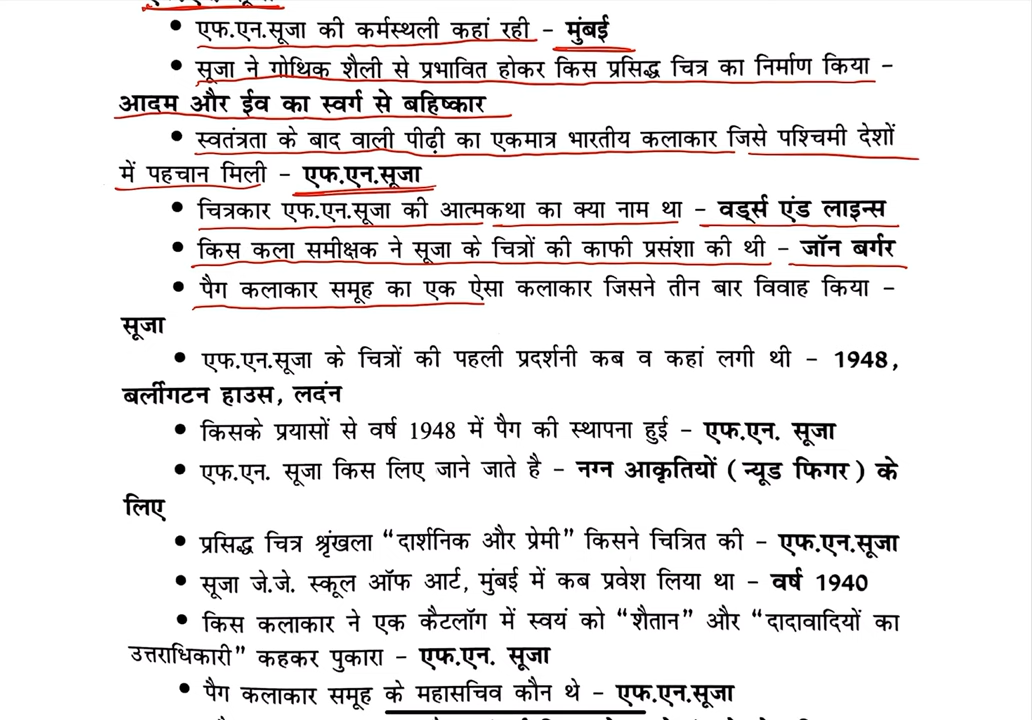 • एफ.एन.सूजा की कर्मस्थली कहां रही – मुंबई
• सूजा ने गोथिक शैली से प्रभावित होकर किस प्रसिद्ध चित्र का निर्माण किया –
आदम और ईव का स्वर्ग से बहिष्कार
• स्वतंत्रता के बाद वाली पीढ़ी का एकमात्र भारतीय कलाकार जिसे पश्चिमी देशों
में पहचान मिली – एफ.एन.सूजा
• चित्रकार एफ.एन.सूजा की आत्मकथा का क्या नाम था – वर्ड्स एंड लाइन्स
• किस कला समीक्षक ने सूजा के चित्रों की काफी प्रसंशा की थी – जॉन बर्गर
• पैग कलाकार समूह का एक ऐसा कलाकार जिसने तीन बार विवाह किया –
सूजा
• एफ.एन.सूजा के चित्रों की पहली प्रदर्शनी कब व कहां लगी थी – 1948,
बर्लीगटन हाउस, लदंन
• किसके प्रयासों से वर्ष 1948 में पैग की स्थापना हुई – एफ.एन. सूजा
• एफ.एन. सूजा किस लिए जाने जाते है – नग्न आकृतियों (न्यूड फिगर) के
लिए
• प्रसिद्ध चित्र श्रृंखला “दार्शनिक और प्रेमी” किसने चित्रित की – एफ.एन.सूजा
• सूजा जे.जे. स्कूल ऑफ आर्ट, मुंबई में कब प्रवेश लिया था – वर्ष 1940
• किस कलाकार ने एक कैटलॉग में स्वयं को “शैतान” और “दादावादियों का
उत्तराधिकारी” कहकर पुकारा – एफ.एन. सूजा
• पैग कलाकार समूह के महासचिव कौन थे – एफ.एन.सूजा